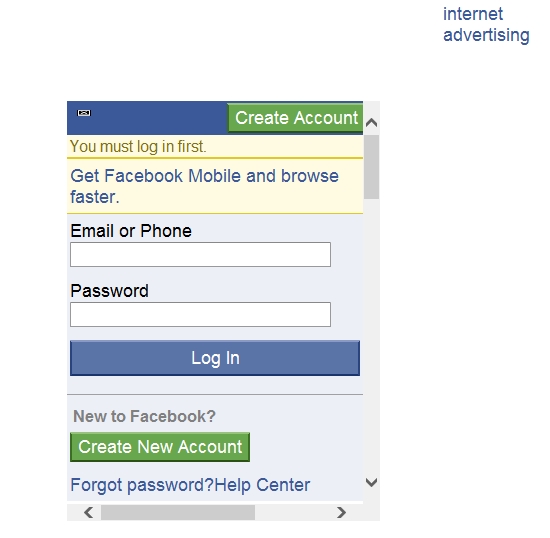 internet
advertising
Create Account
You must log in first.
Get Facebook Mobile and browse
faster.
Email or Phone
Password
Log In
New to Facebook?
Create New Account
Forgot password?Help Center